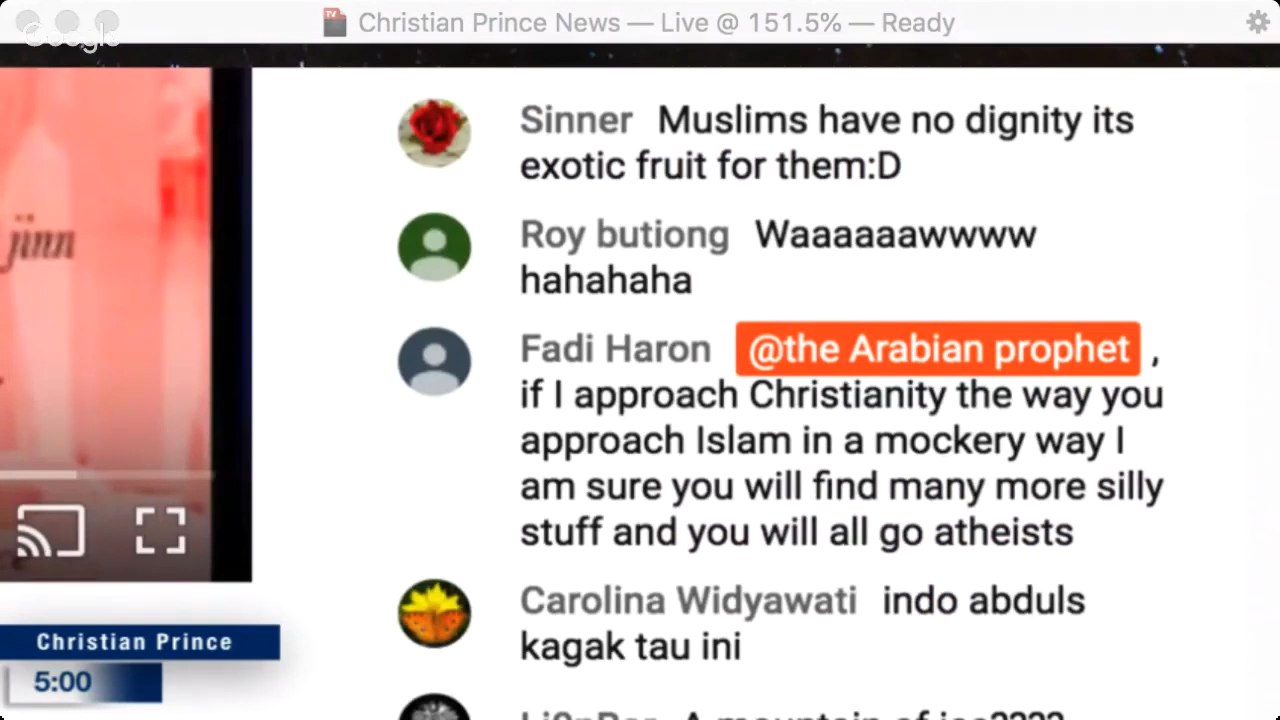 Christian Prince News — Live @ 151.5% — Ready
Google
Sinner Muslims have no dignity its
exotic fruit for them:D
jinn
Roy butiong Waaaaaawwww
hahahaha
Fadi Haron @the Arabian prophet ,
if I approach Christianity the way you
approach Islam in a mockery way I
am sure you will find many more silly
stuff and you will all go atheists
Carolina Widyawati indo abduls
kagak tau ini
Christian Prince
5:00